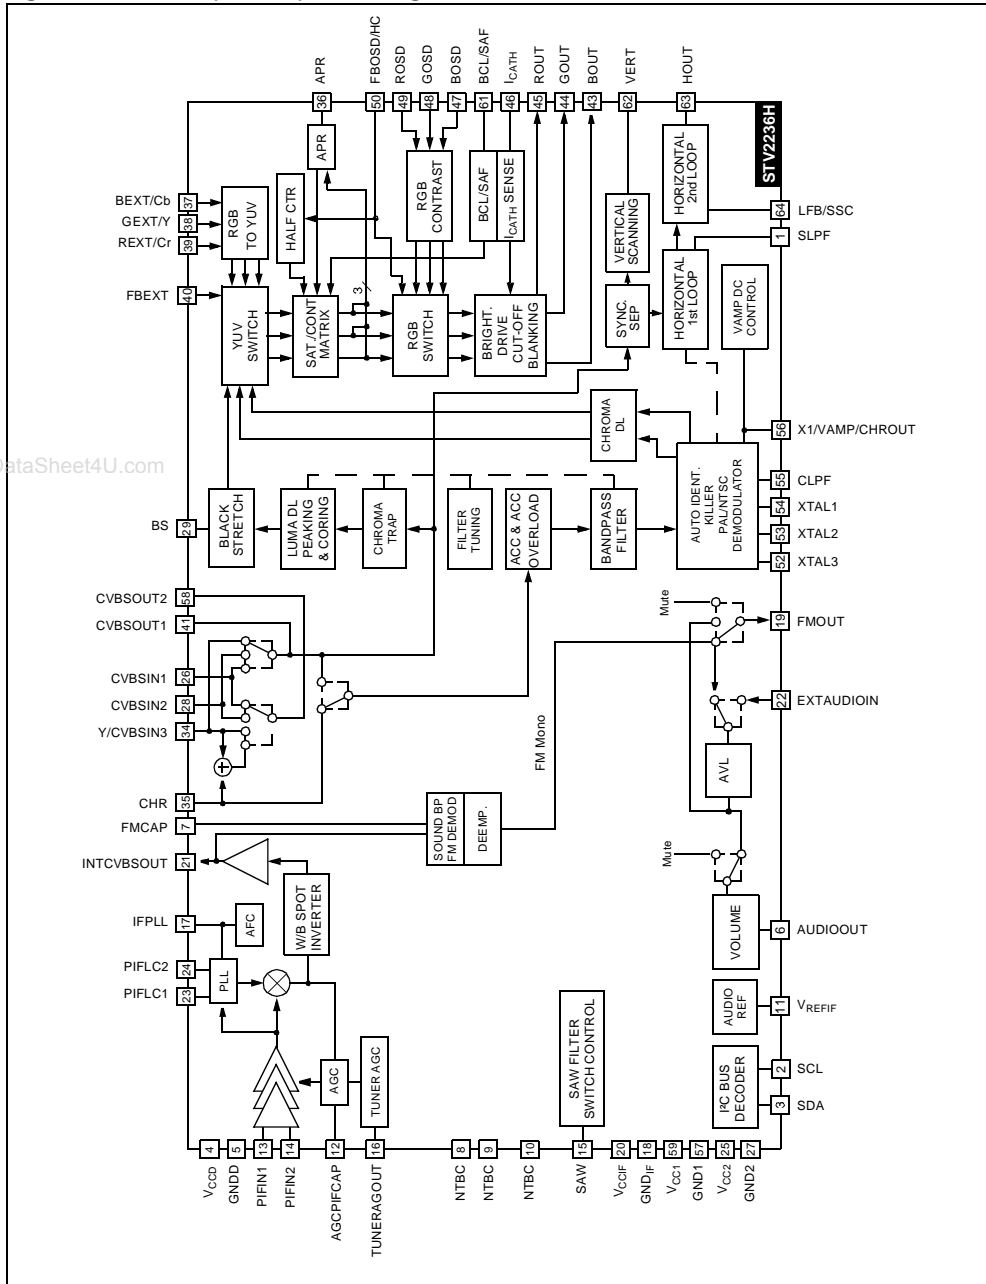 APR
FBOSD/HC
ROSD
GOSD
BOSD
BCL/SAF
ICATH
ROUT
GOUT
BOUT
VERT
HOUT
36
50
49
48
47
61
46
45
44
43
62
63
STV2236H
BEXT/Cb
37
GEXT/Y
38
REXT/Cr
39
FBEXT
40
RGB
TO YUV
HALF CTR
APR
RGB
CONTRAST
BCL/SAF
ICATH SENSE
VERTICAL
SCANNING
HORIZONTAL
2nd LOOP
64
LFB/SSC
1
SLPF
3
YUV
SWITCH
SAT./CONT
MATRIX
RGB
SWITCH
BRIGHT.
DRIVE
CUT-OFF
BLANKING
SYNC.
SEP
HORIZONTAL
1st LOOP
VAMP DC
CONTROL
CHROMA
DL
56
X1/VAMP/CHROUT
55
CLPF
54
XTAL1
53
XTAL2
52
XTAL3
DataSheet4U.com
BS
29
BLACK
STRETCH
LUMA DL
PEAKING
& CORING
CHROMA
TRAP
FILTER
TUNING
ACC & ACC
OVERLOAD
BANDPASS
FILTER
AUTO IDENT.
KILLER
PAL/NTSC
DEMODULATOR
CVBSOUT2
58
CVBSOUT1
41
CVBSIN1
26
CVBSIN2
28
Y/CVBSIN3
34
CHR
35
FMCAP
7
INTCVBSOUT
21
Mute
19
FMOUT
22
EXTAUDIOIN
FM Mono
AVL
SOUND BP
FM DEMOD
DEEMP.
Mute
IFPLL
17
AFC
W/B SPOT
INVERTER
VOLUME
6
AUDIOOUT
PIFLC2
24
PIFLC1
23
PLL
AUDIO
REF
11
VREFIF
AGC
TUNER AGC
SAW FILTER
SWITCH CONTROL
I²C BUS
DECODER
2
SCL
3
SDA
4
5
13
14
12
16
8
9
10
15
20
18
59
57
25
27
VCCD
GNDD
PIFIN1
PIFIN2
AGCPIFCAP
TUNERAGOUT
NTBC
NTBC
NTBC
SAW
VCCIF
GNDIF
VCC1
GND1
VCC2
GND2